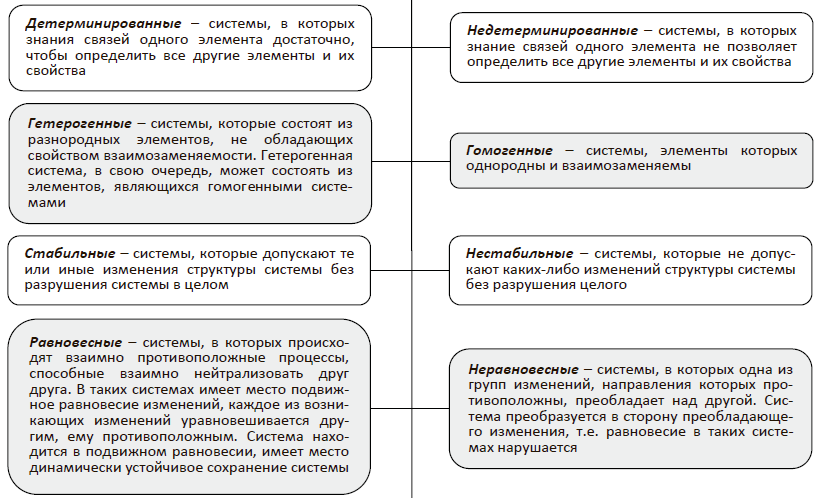 Детерминированные – системы, в которых
знания связей одного элемента достаточно,
чтобы определить все другие элементы и их
свойства
Недетерминированные – системы, в которых
знание связей одного элемента не позволяет
определить все другие элементы и их свойства
Гетерогенные – системы, которые состоят из
разнородных элементов, не обладающих
свойством взаимозаменяемости. Гетерогенная
система, в свою очередь, может состоять из
элементов, являющихся гомогенными систе-
мами
Гомогенные – системы, элементы которых
однородны и взаимозаменяемы
Стабильные – системы, которые допускают те
или иные изменения структуры системы без
разрушения системы в целом
Нестабильные – системы, которые не допус-
кают каких-либо изменений структуры системы
без разрушения целого
Равновесные – системы, в которых происхо-
дят взаимно противоположные процессы,
способные взаимно нейтрализовать друг
друга. В таких системах имеет место подвиж-
ное равновесие изменений, каждое из возни-
кающих изменений уравновешивается дру-
гим, ему противоположным. Система нахо-
дится в подвижном равновесии, имеет место
динамически устойчивое сохранение системы
Неравновесные – системы, в которых одна из
групп изменений, направления которых про-
тивоположны, преобладает над другой. Сис-
тема преобразуется в сторону преобладающе-
го изменения, т.е. равновесие в таких систе-
мах нарушается